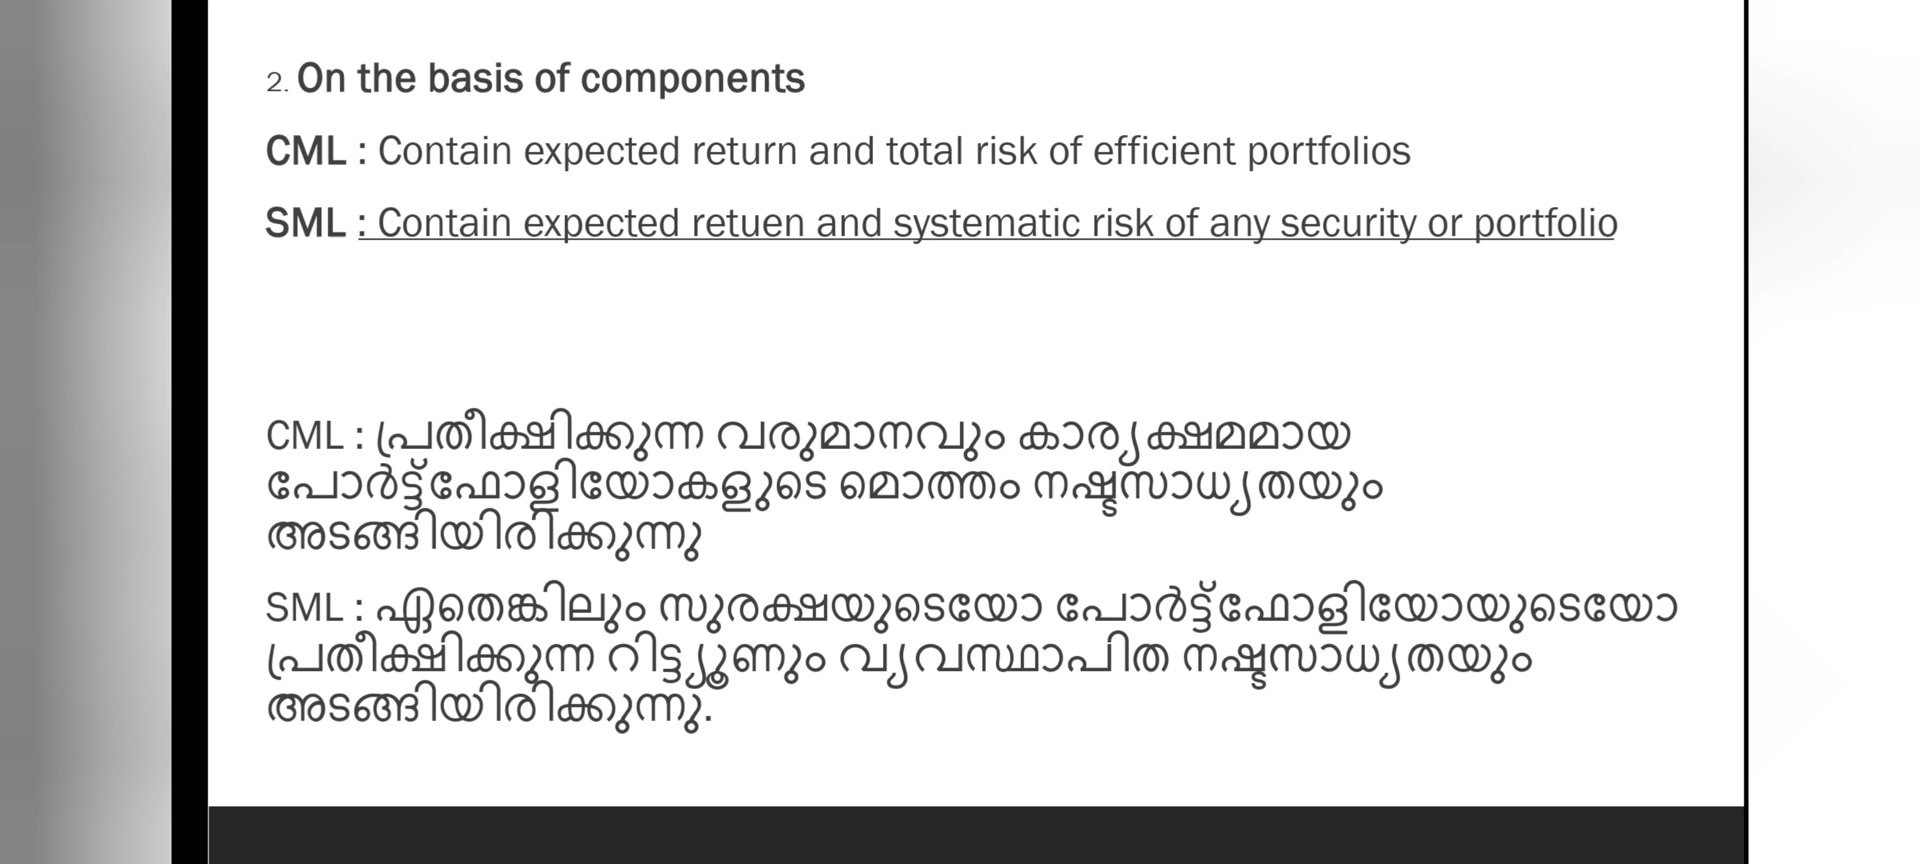 2. On the basis of components
CML : Contain expected return and total risk of efficient portfolios
SML : Contain expected retuen and systematic risk of any security or portfolio
CML : പ്രതീക്ഷിക്കുന്ന വരുമാനവും കാര്യക്ഷമമായ
പോർട്ട്ഫോളിയോകളുടെ മൊത്തം നഷ്ടസാധ്യതയും
അടങ്ങിയിരിക്കുന്നു
SML : ഏതെങ്കിലും സുരക്ഷയുടെയോ പോർട്ട്ഫോളിയോയുടെയോ
പ്രതീക്ഷിക്കുന്ന റിട്ട്യൂണും വ്യവസ്ഥാപിത നഷ്ടസാധ്യതയും
അടങ്ങിയിരിക്കുന്നു.